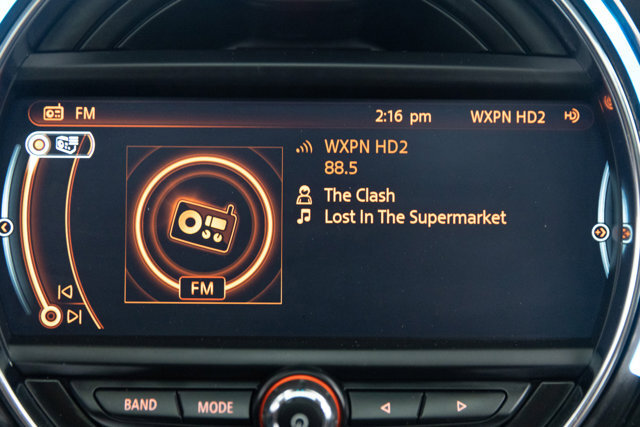 FM 2:16 pm WXPN HD2
WXPN HD2
88.5
The Clash
Lost In The Supermarket
FM
BAND MODE